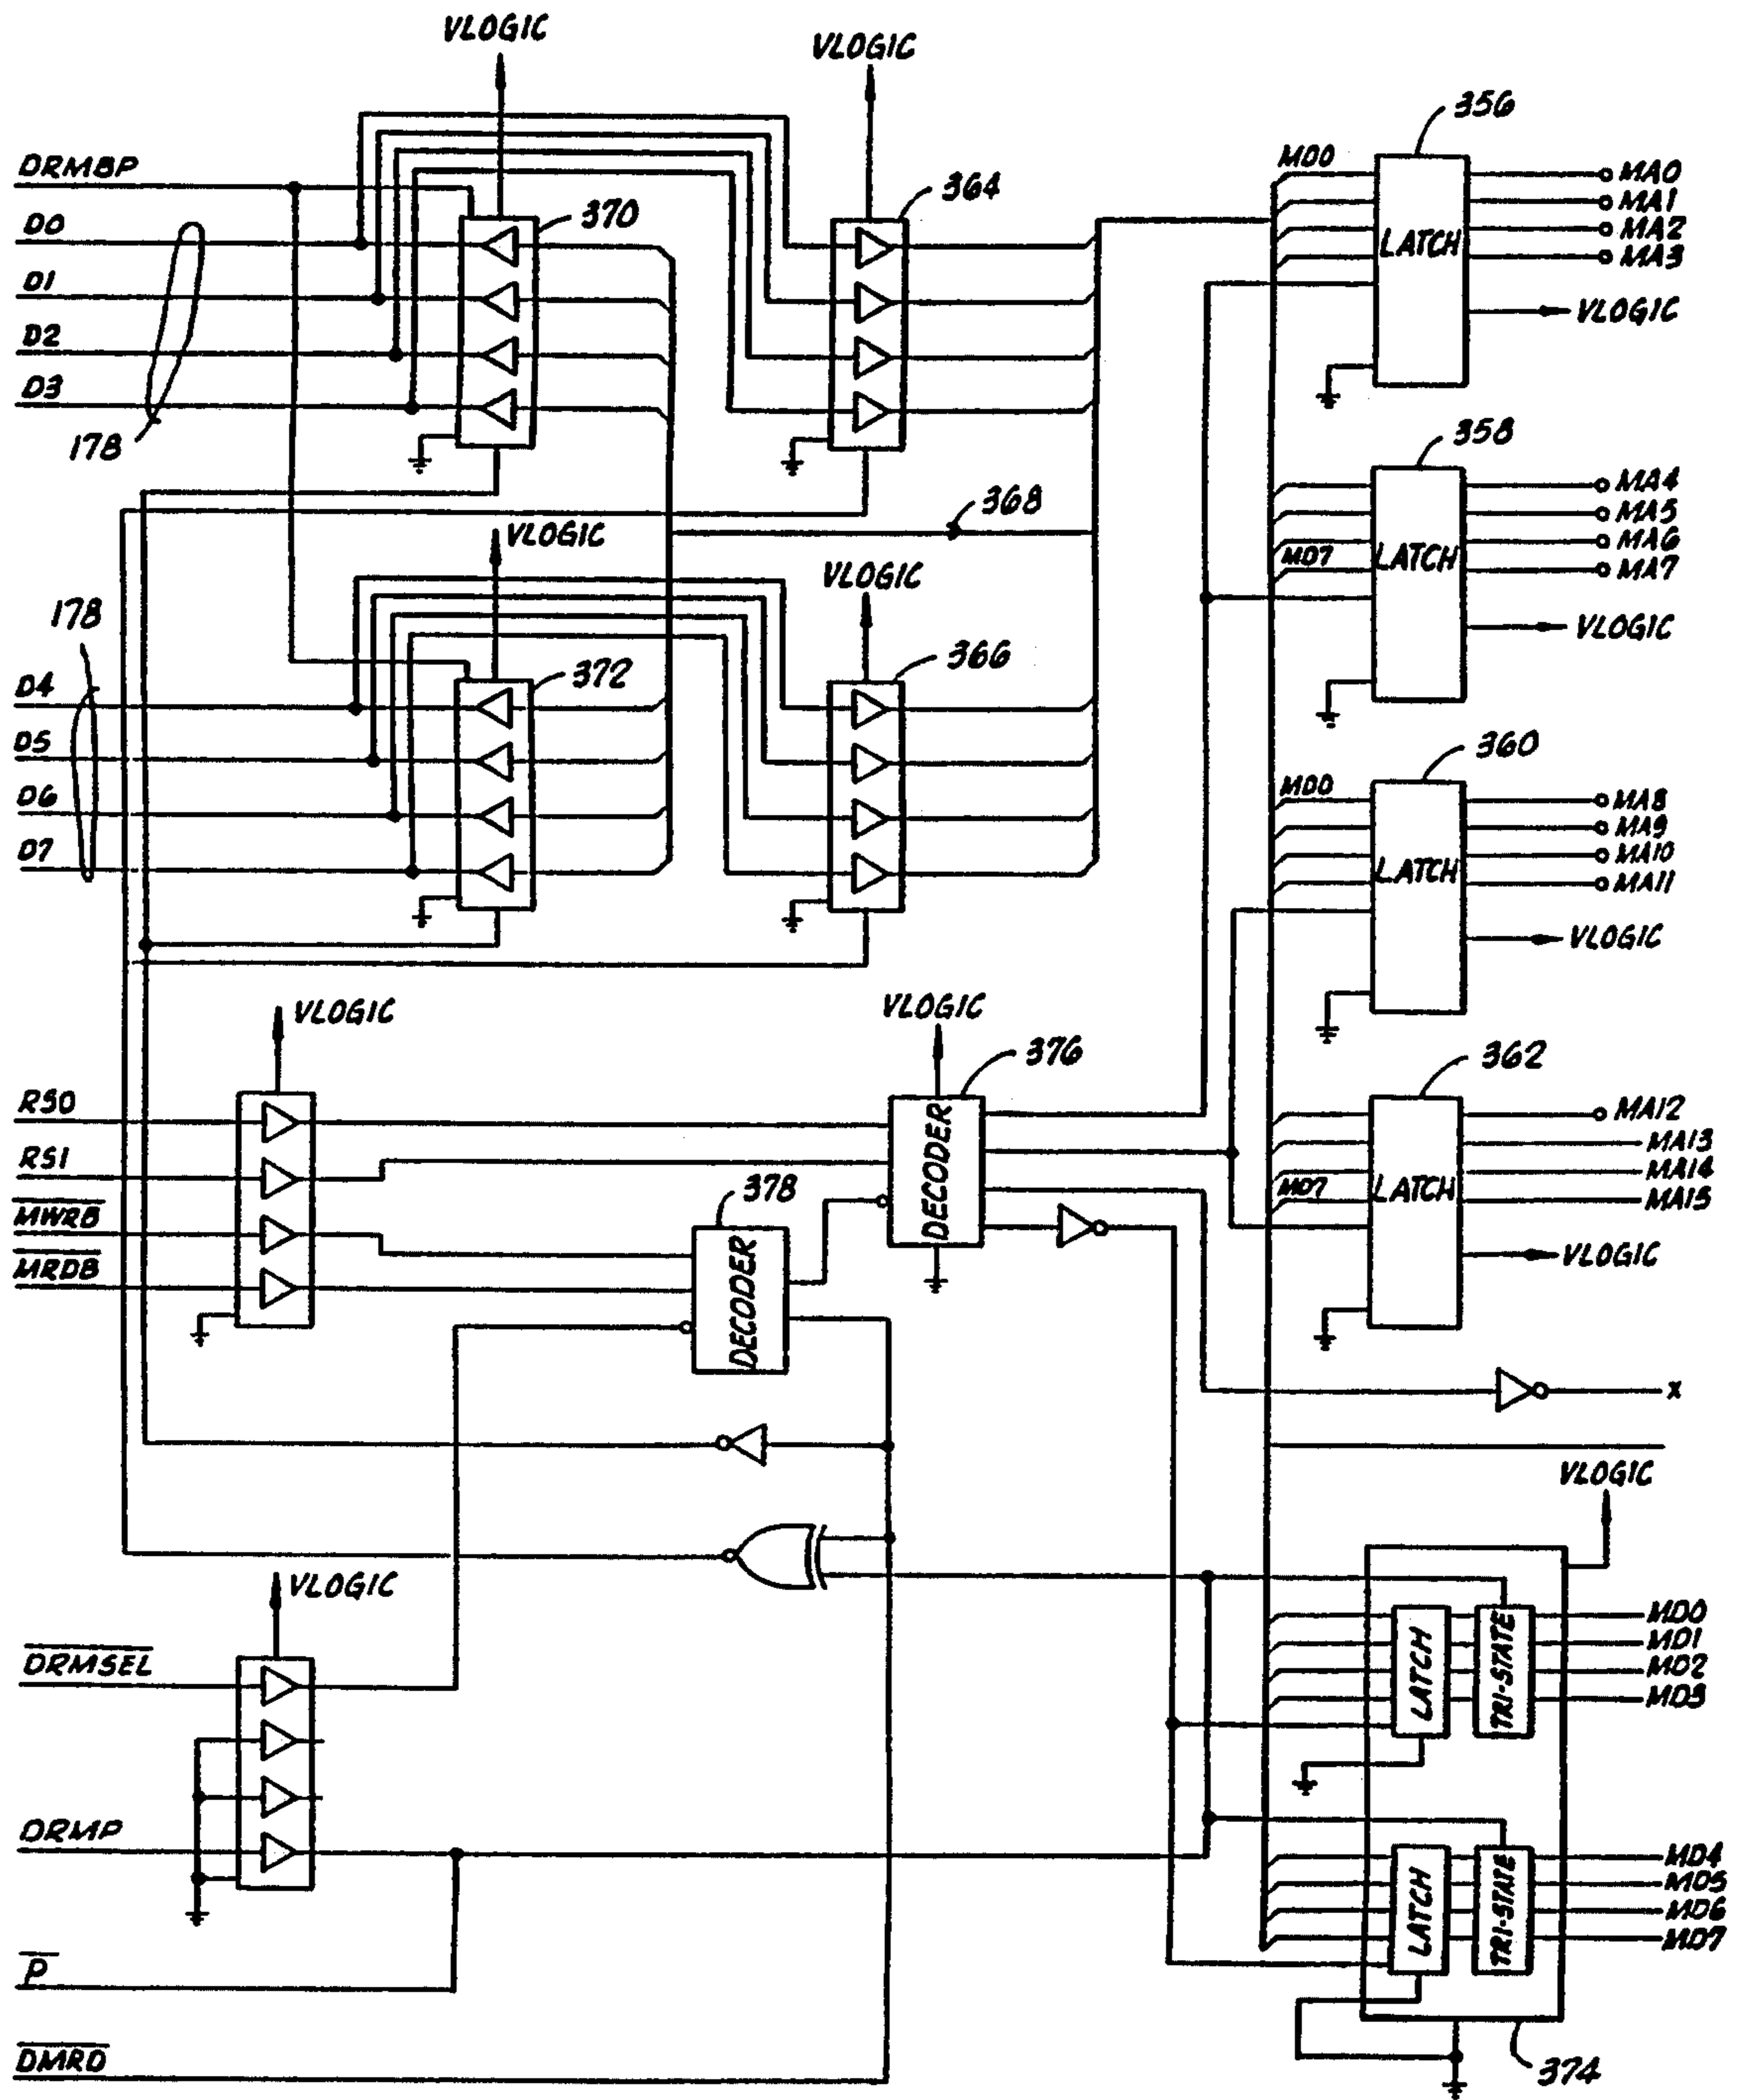 VLOGIC
VLOGIC
356
DRMBP
MD0
MA0
364
MA1
370
D0
MA2
LATCH
MA3
D1
VLOGIC
D2
D3
178
358
MA4
368
MA5
VLOGIC
MA6
MD7
LATCH
MA7
VLOGIC
178
VLOGIC
366
372
D4
360
D5
MD0
MA8
D6
MA9
MA10
D7
LATCH
MA11
VLOGIC
VLOGIC
VLOGIC
376
362
RS0
MA12
RS1
DECODER
MA13
378
MA14
MD7
LATCH
MA15
MWRB
MRDB
DECODER
VLOGIC
X
VLOGIC
VLOGIC
DRMSEL
LATCH
TRI-STATE
MD0
MD1
MD2
MD3
DRMP
LATCH
TRI-STATE
MD4
MD5
MD6
MD7
P
DMRD
374